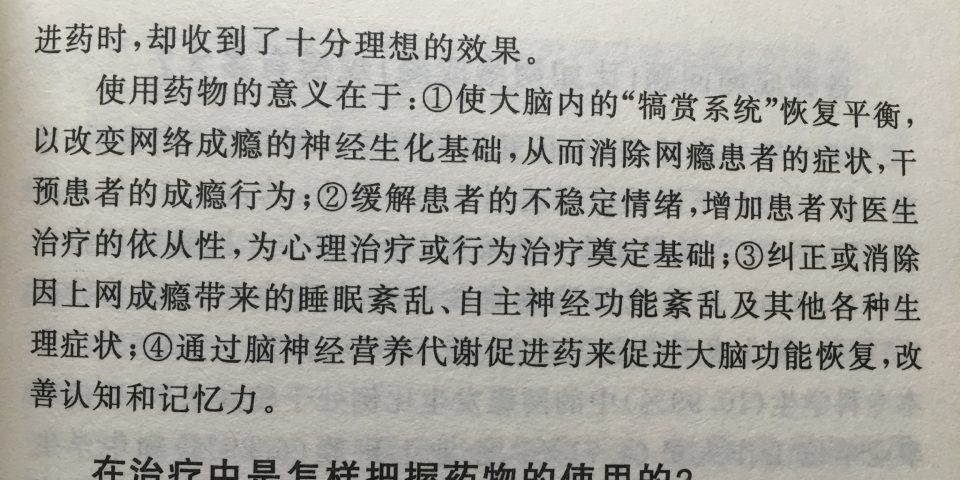 进药时,却收到了十分理想的效果。
使用药物的意义在于:①使大脑内的“犒赏系统”恢复平衡,
以改变网络成瘾的神经生化基础,从而消除网瘾患者的症状,干
预患者的成瘾行为;②缓解患者的不稳定情绪,增加患者对医生
治疗的依从性,为心理治疗或行为治疗奠定基础;③纠正或消除
因上网成瘾带来的睡眠紊乱、自主神经功能紊乱及其他各种生
理症状;④通过脑神经营养代谢促进药来促进大脑功能恢复,改
善认知和记忆力。
在治疗中是怎样把握药物的使用的?